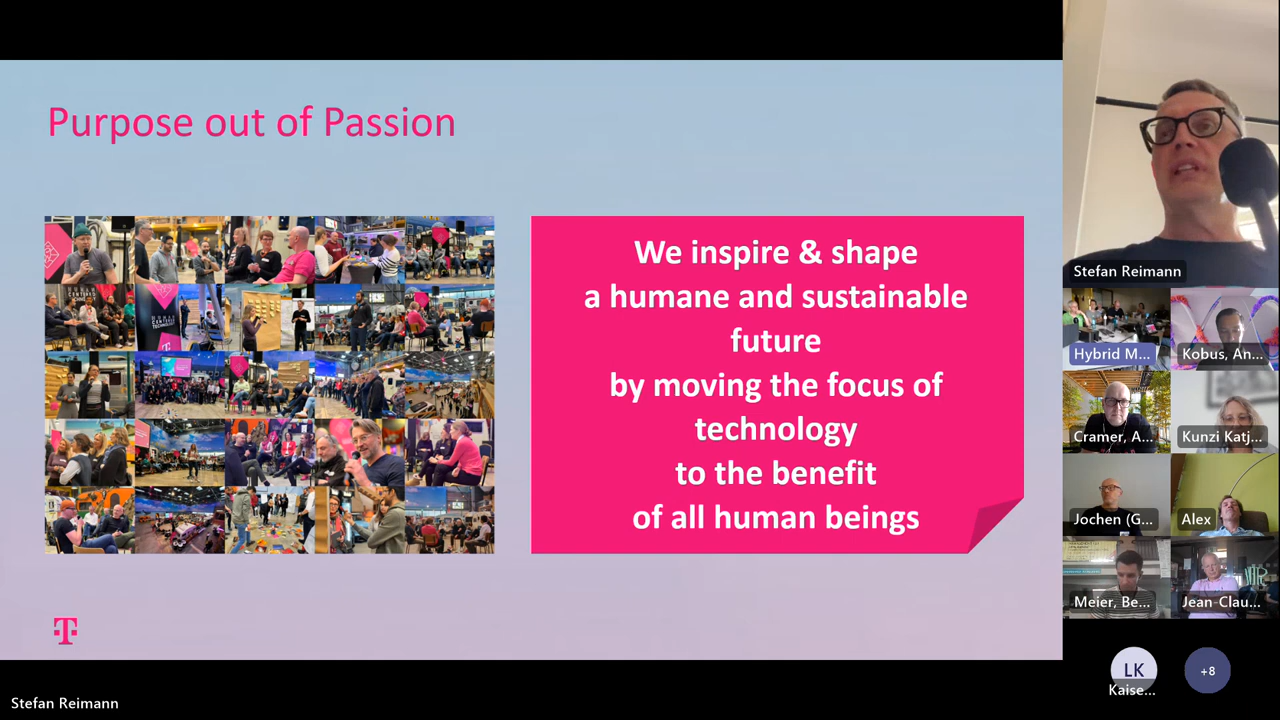 Purpose out of Passion
We inspire & shape
a humane and sustainable
future
by moving the focus of
technology
to the benefit
of all human beings
T
Stefan Reimann
Stefan Reimann
Hybrid M...
Kobus, An...
Cramer, A...
Kunzi Katj...
Jochen (G...
Alex
Meier, Be...
Jean-Clau...
LK
Kaise...
+8